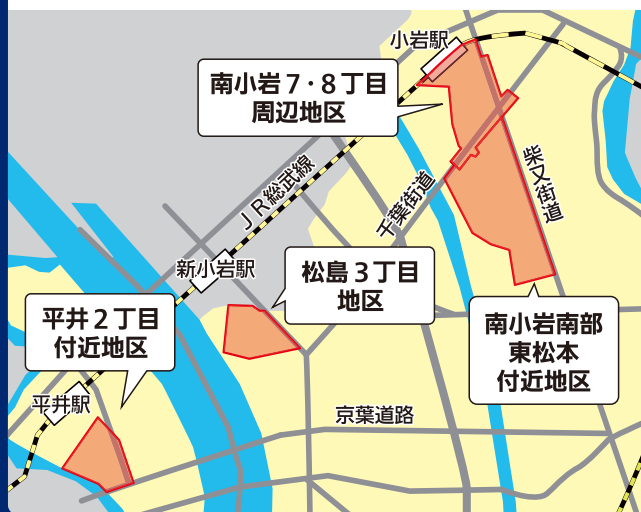 小岩駅
南小岩7・8丁目
周辺地区
JR総武線
千葉街道
柴又街道
新小岩駅
松島3丁目
地区
平井2丁目
付近地区
南小岩南部
東松本
付近地区
平井駅
京葉道路